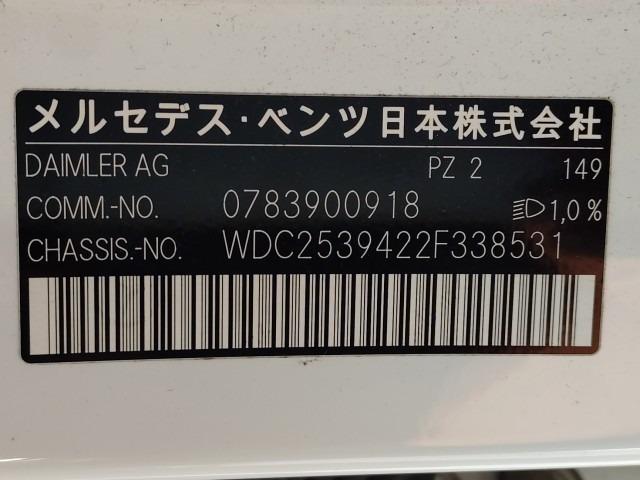 メルセデス・ベンツ日本株式会社
DAIMLER AG PZ 2 149
COMM.-NO. 0783900918 1,0 %
CHASSIS.-NO. WDC2539422F338531